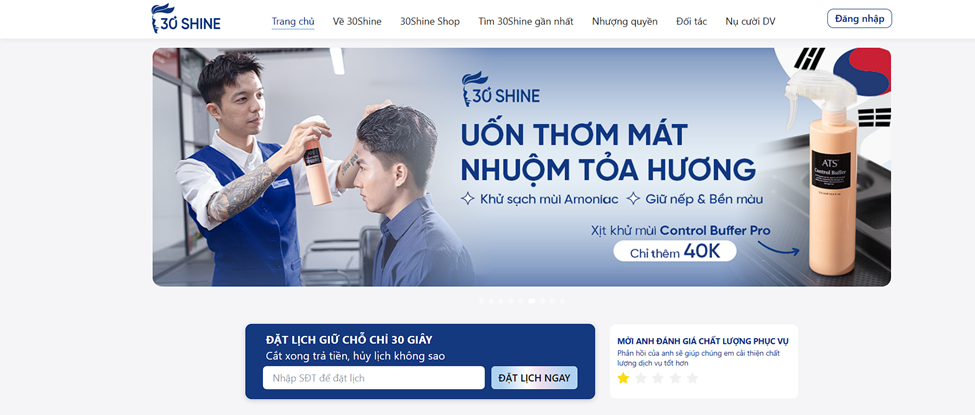 30 SHINE
Trang chủ
Về 30Shine
30Shine Shop
Tìm 30Shine gần nhất
Nhượng quyền
Đối tác
Nụ cười DV
Đăng nhập
30 SHINE
UỐN THƠM MÁT
NHUỘM TỎA HƯƠNG
Khử sạch mùi Amoniac
Giữ nếp & Bền màu
Xịt khử mùi Control Buffer Pro
Chỉ thêm 40K
ATS
Control Buffer
ĐẶT LỊCH GIỮ CHỖ CHỈ 30 GIÂY
Cắt xong trả tiền, hủy lịch không sao
Nhập SĐT để đặt lịch
ĐẶT LỊCH NGAY
MỜI ANH ĐÁNH GIÁ CHẤT LƯỢNG PHỤC VỤ
Phản hồi của anh sẽ giúp chúng em cải thiện chất
lượng dịch vụ tốt hơn